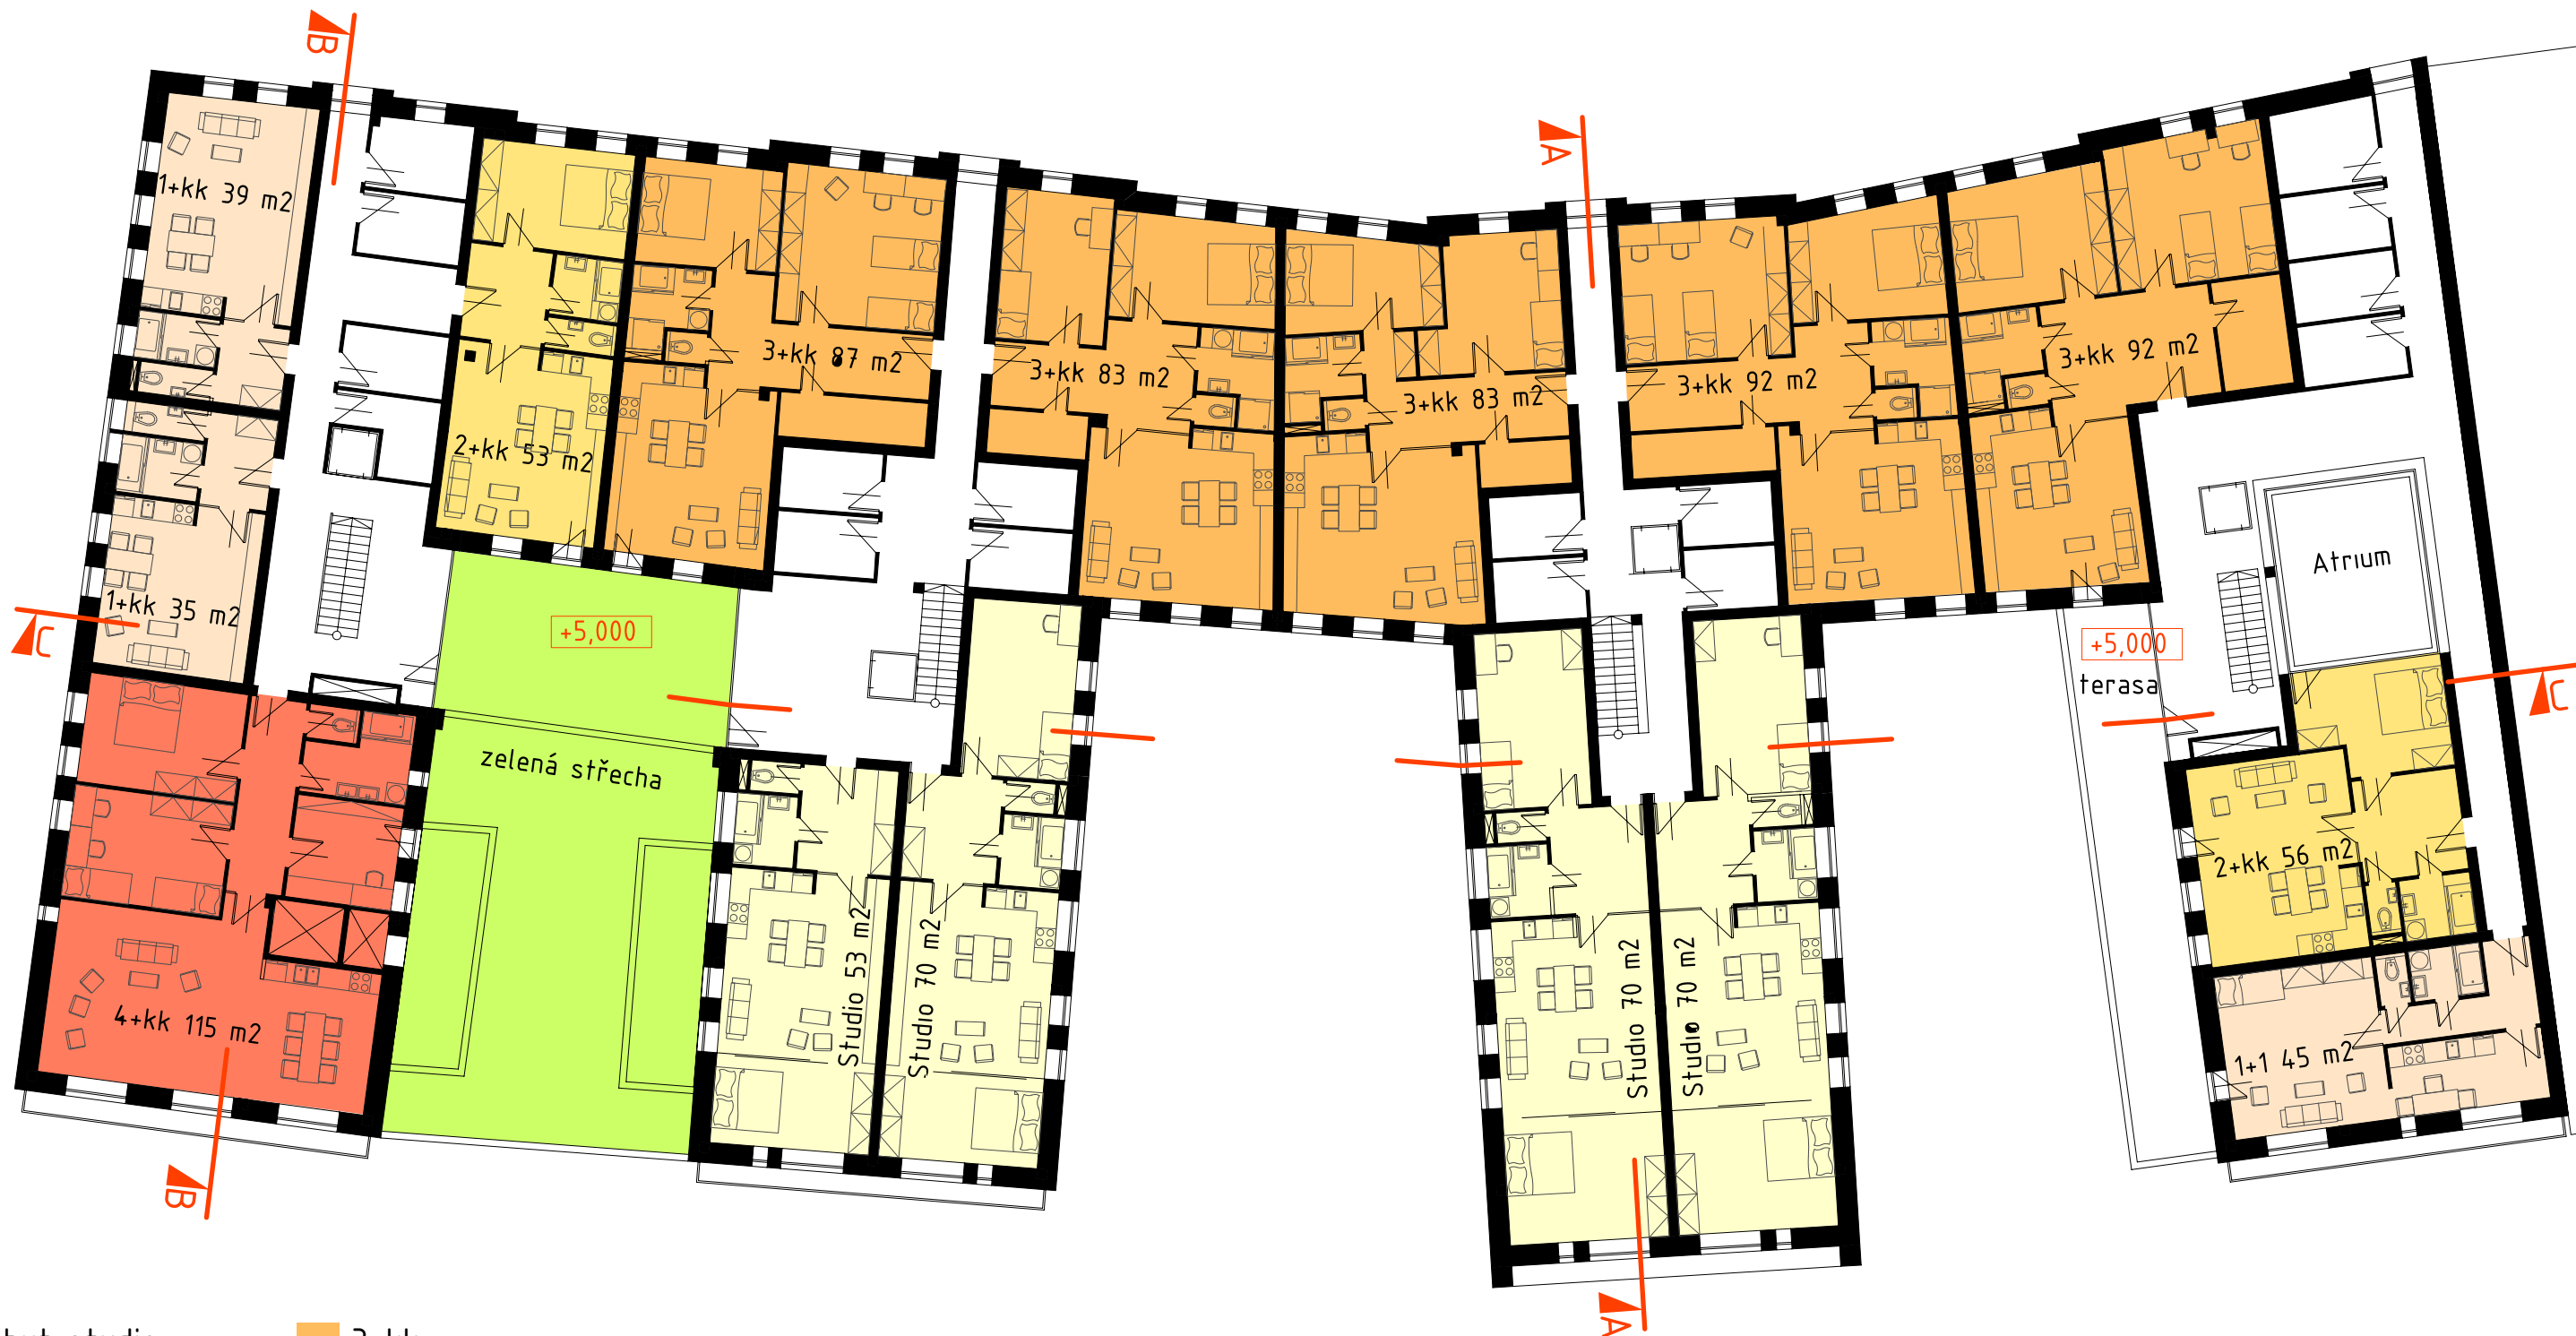 B
A
1+kk 39 m2
3+kk 87 m2
3+kk 83 m2
3+kk 83 m2
3+kk 92 m2
3+kk 92 m2
2+kk 53 m2
Atrium
1+kk 35 m2
C
+5,000
+5,000
terasa
C
zelená střecha
2+kk 56 m2
Studio 53 m2
Studio 70 m2
Studio 70 m2
Studio 70 m2
4+kk 115 m2
1+1 45 m2
B
A